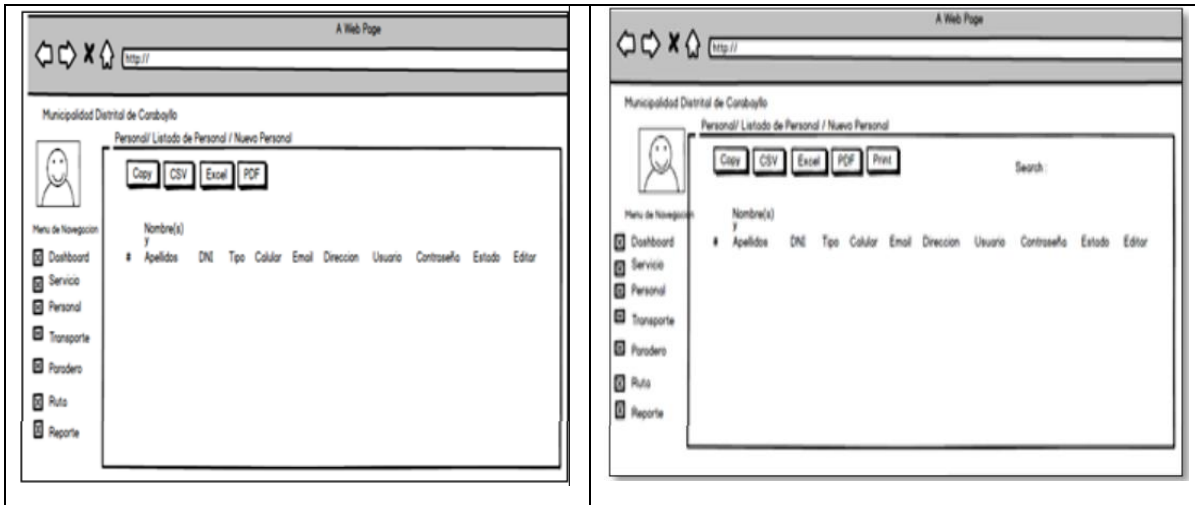 A Web Page
http://
Municipalidad Distrital de Carabayllo
Personal/ Listado de Personal / Nuevo Personal
Copy CSV Excel PDF
Menu de Navegacion
Dashboard
Servicio
Personal
Transporte
Paradero
Ruta
Reporte
Nombre(s)
y
# Apellidos DNI Tipo Colular Email Direccion Usuario Contraseña Estado Editar
A Web Page
http://
Municipalidad Distrital de Carabayllo
Personal/ Listado de Personal / Nuevo Personal
Copy CSV Excel PDF Print
Search :
Menu de Navegacion
Dashboard
Servicio
Personal
Transporte
Paradero
Ruta
Reporte
Nombre(s)
y
# Apellidos DNI Tipo Colular Email Direccion Usuario Contraseña Estado Editar